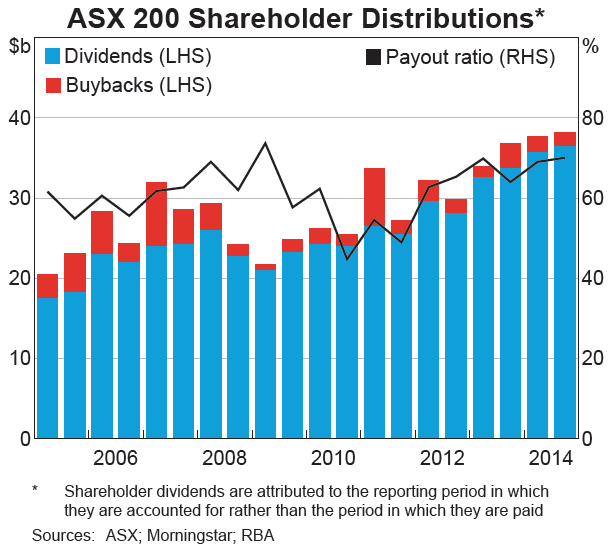 ASX 200 Shareholder Distributions*
$b
%
Dividends (LHS)
Payout ratio (RHS)
Buybacks (LHS)
40
80
30
60
20
40
10
20
0
0
2006
2008
2010
2012
2014
* Shareholder dividends are attributed to the reporting period in which
they are accounted for rather than the period in which they are paid
Sources: ASX; Morningstar; RBA